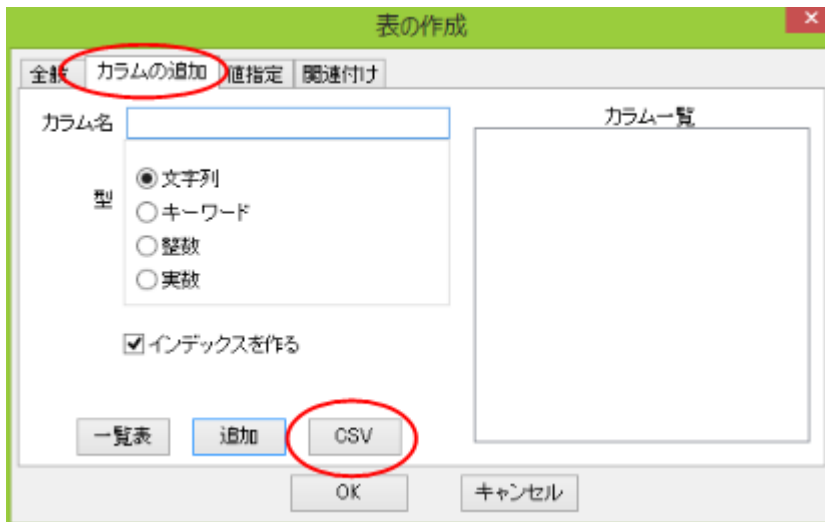 表の作成
全般 カラムの追加 値指定 関連付け
カラム名
カラム一覧
型
文字列
キーワード
整数
実数
インデックスを作る
一覧表 追加 CSV
OK キャンセル